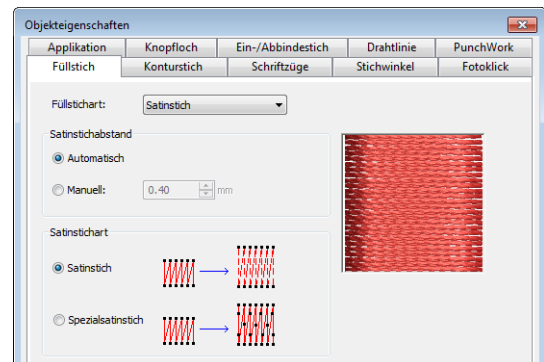 Objekteigenschaften
Applikation Knopfloch Ein-/Abbindestich Drahtlinie PunchWork
Füllstich Konturstich Schriftzüge Stichwinkel Fotoklick
Füllstichart: Satinstich
Satinstichabstand
Automatisch
Manuell: 0.40 mm
Satinstichart
Satinstich
Spezialsatinstich